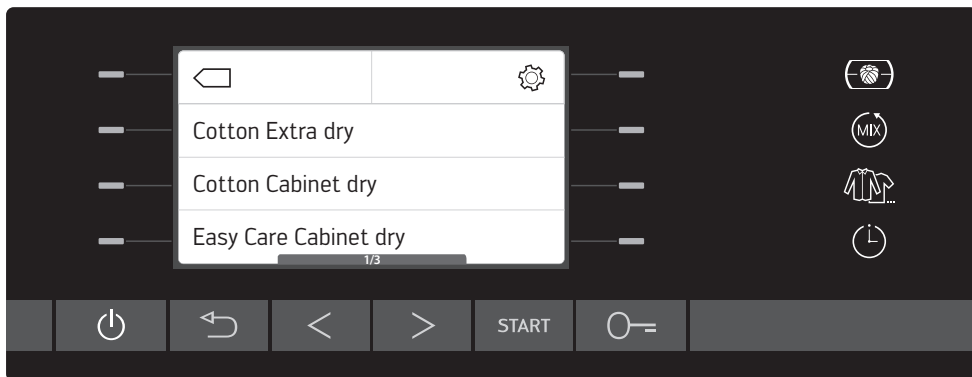 Cotton Extra dry
MIX
Cotton Cabinet dry
Easy Care Cabinet dry
1/3
START